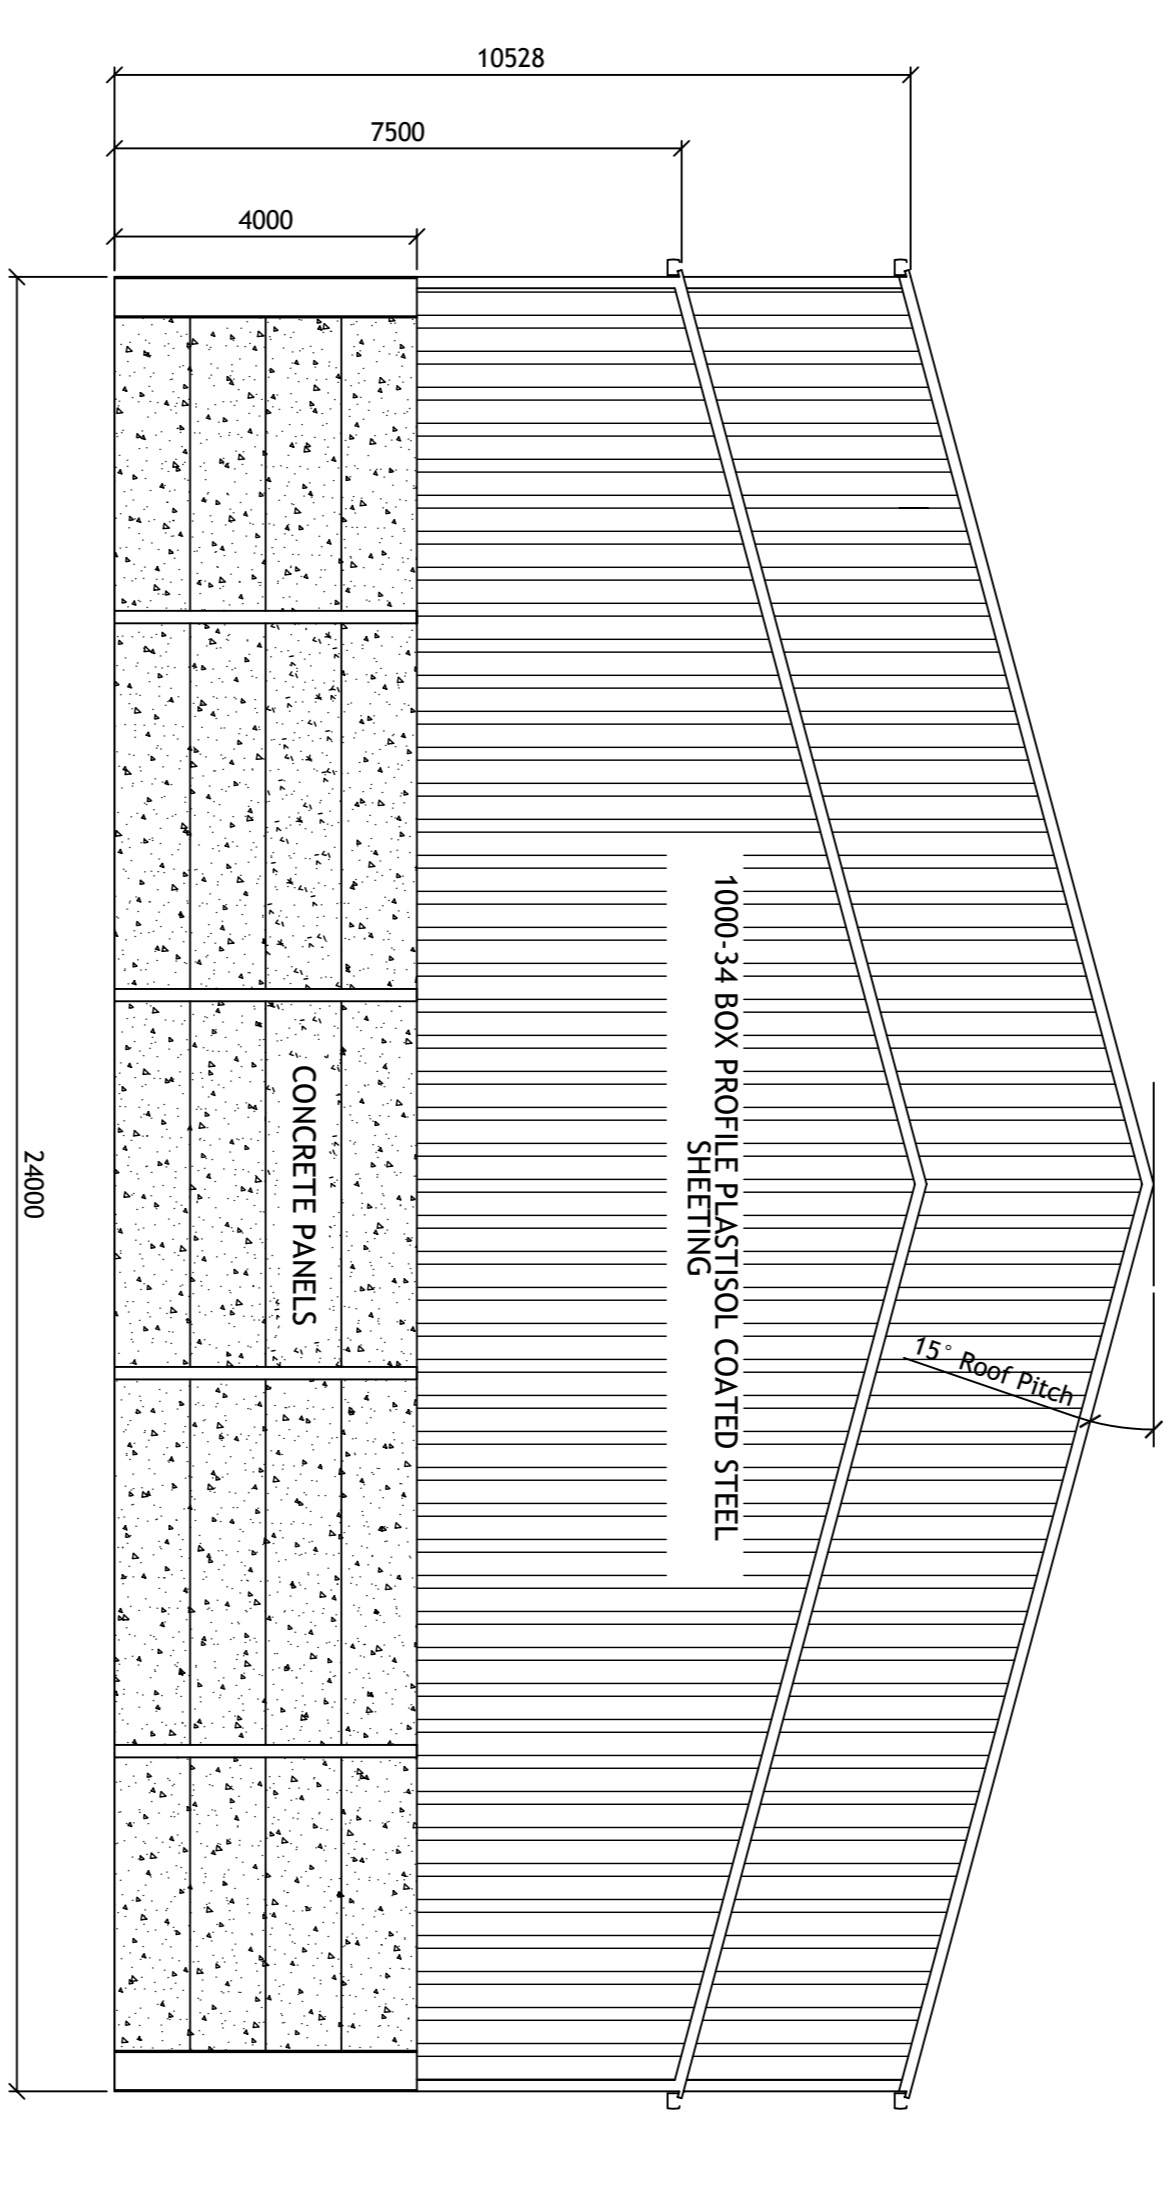 10528
7500
4000
24000
CONCRETE PANELS
1000-34 BOX PROFILE PLASTISOL COATED STEEL
SHEETING
15° Roof Pitch